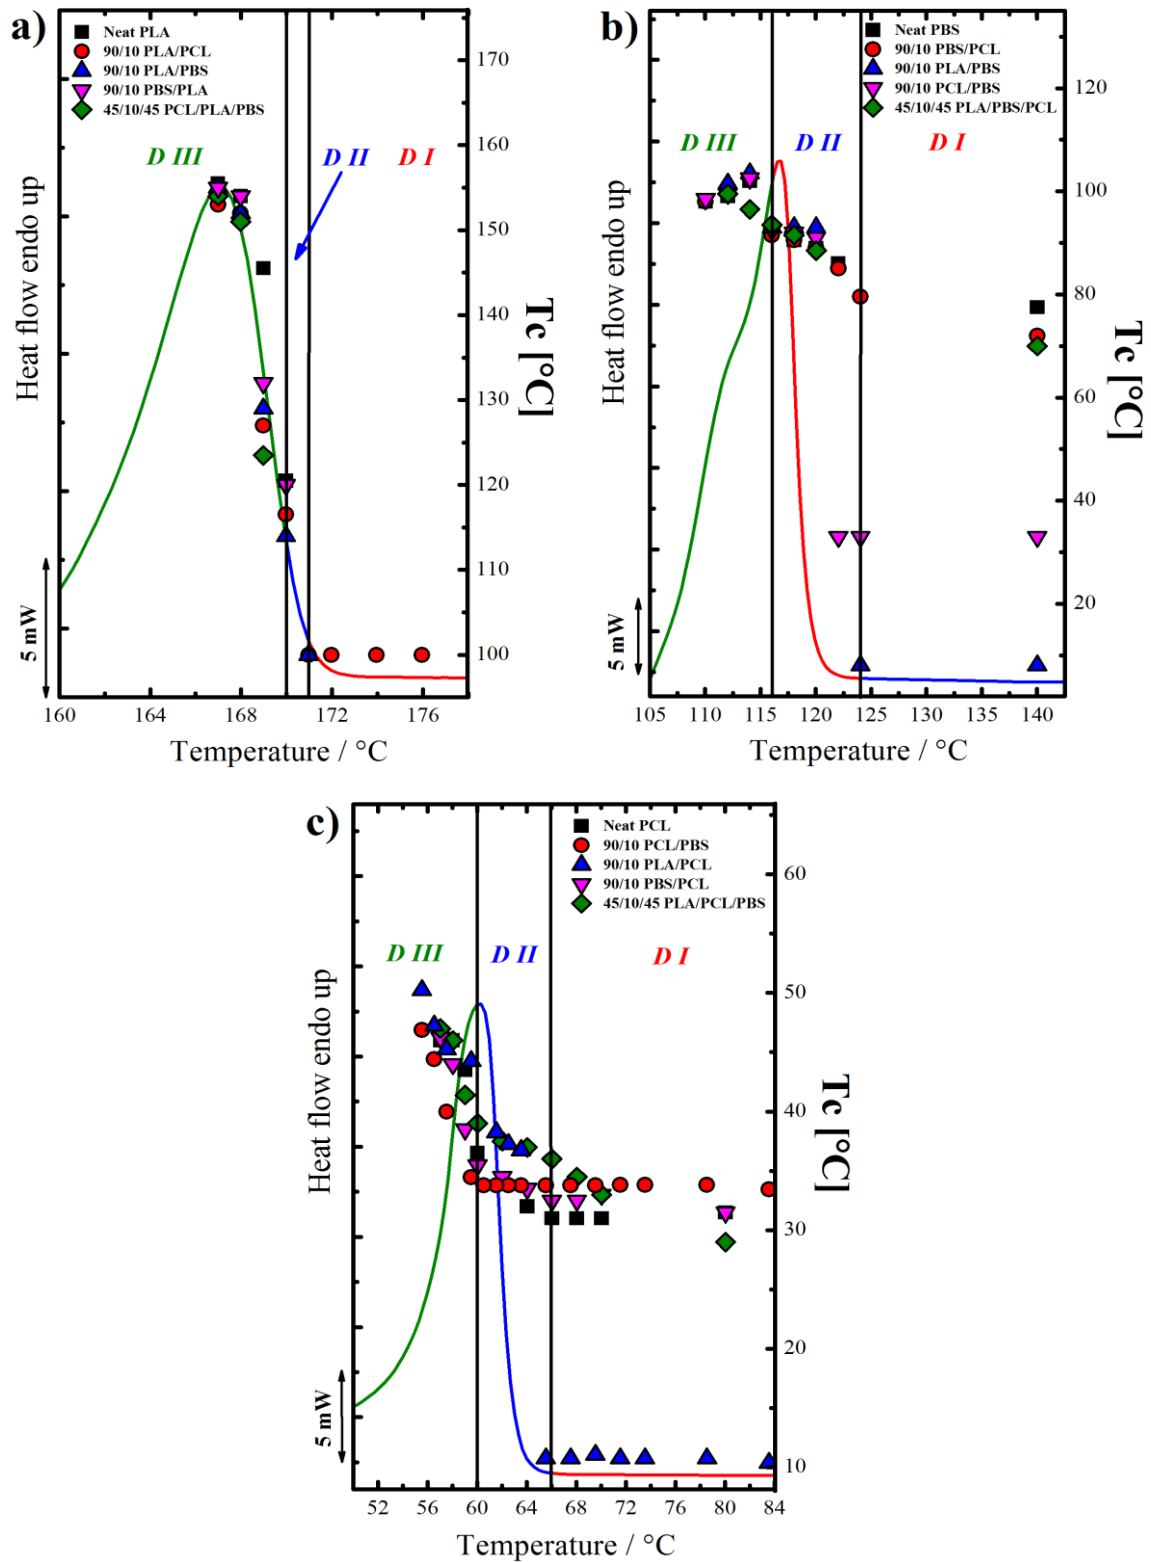 a)
Neat PLA
90/10 PLA/PCL
90/10 PLA/PBS
90/10 PBS/PLA
45/10/45 PCL/PLA/PBS
D III
D II
D I
Heat flow endo up
5 mW
170
160
150
140
130
120
110
100
Tc [°C]
160
164
168
172
176
Temperature / °C
b)
Neat PBS
90/10 PBS/PCL
90/10 PLA/PBS
90/10 PCL/PBS
45/10/45 PLA/PBS/PCL
D III
D II
D I
Heat flow endo up
5 mW
120
100
80
60
40
20
Tc [°C]
105
110
115
120
125
130
135
140
Temperature / °C
c)
Neat PCL
90/10 PCL/PBS
90/10 PLA/PCL
90/10 PBS/PCL
45/10/45 PLA/PCL/PBS
D III
D II
D I
Heat flow endo up
5 mW
60
50
40
30
20
10
Tc [°C]
52
56
60
64
68
72
76
80
84
Temperature / °C